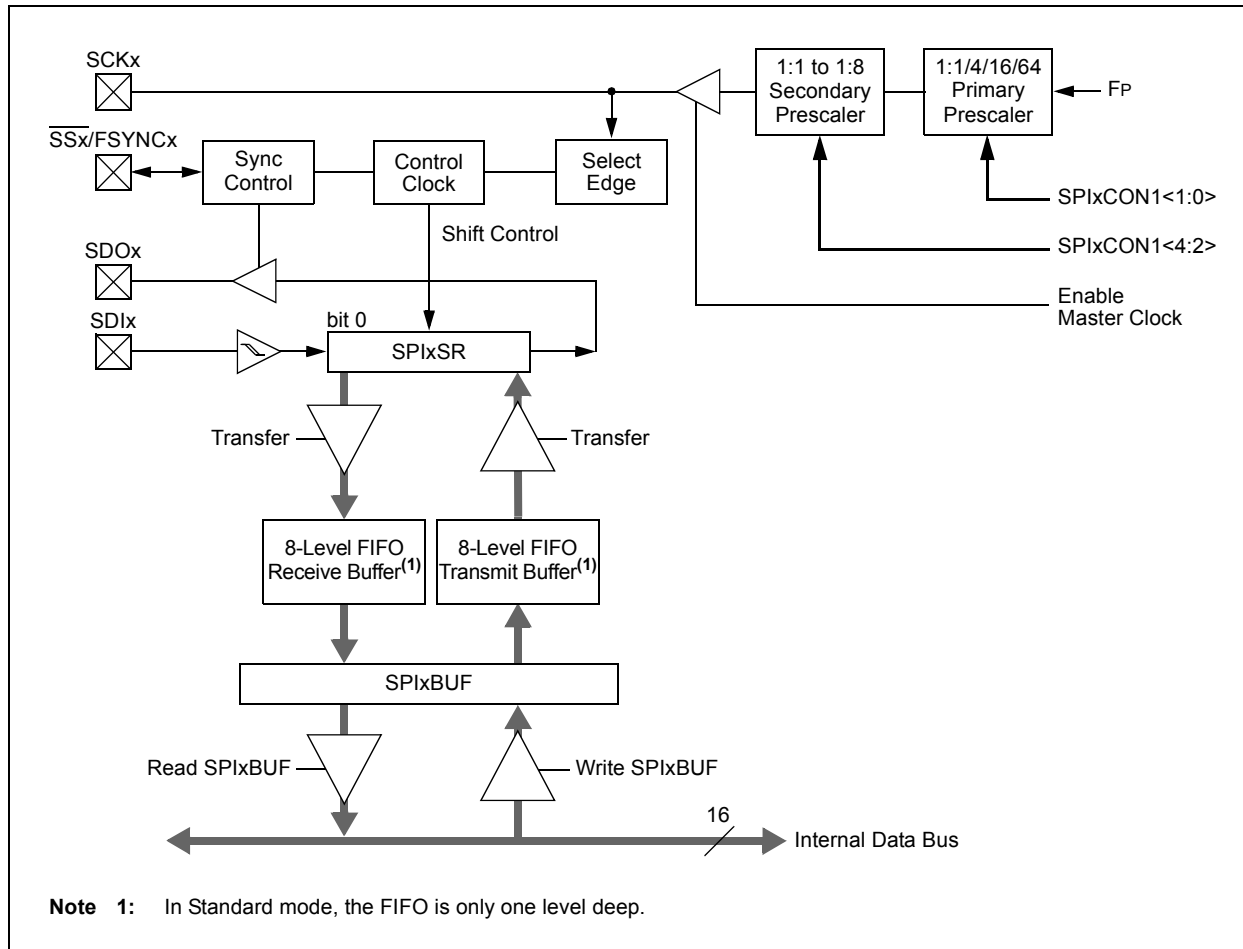 SCKx
1:1 to 1:8
Secondary
Prescaler
1:1/4/16/64
Primary
Prescaler
FP
SSx/FSYNCx
Sync
Control
Control
Clock
Select
Edge
SPIxCON1<1:0>
Shift Control
SPIxCON1<4:2>
SDOx
Enable
Master Clock
SDIx
bit 0
SPIxSR
Transfer
Transfer
8-Level FIFO
Receive Buffer(1)
8-Level FIFO
Transmit Buffer(1)
SPIxBUF
Read SPIxBUF
Write SPIxBUF
16
Internal Data Bus
Note 1: In Standard mode, the FIFO is only one level deep.